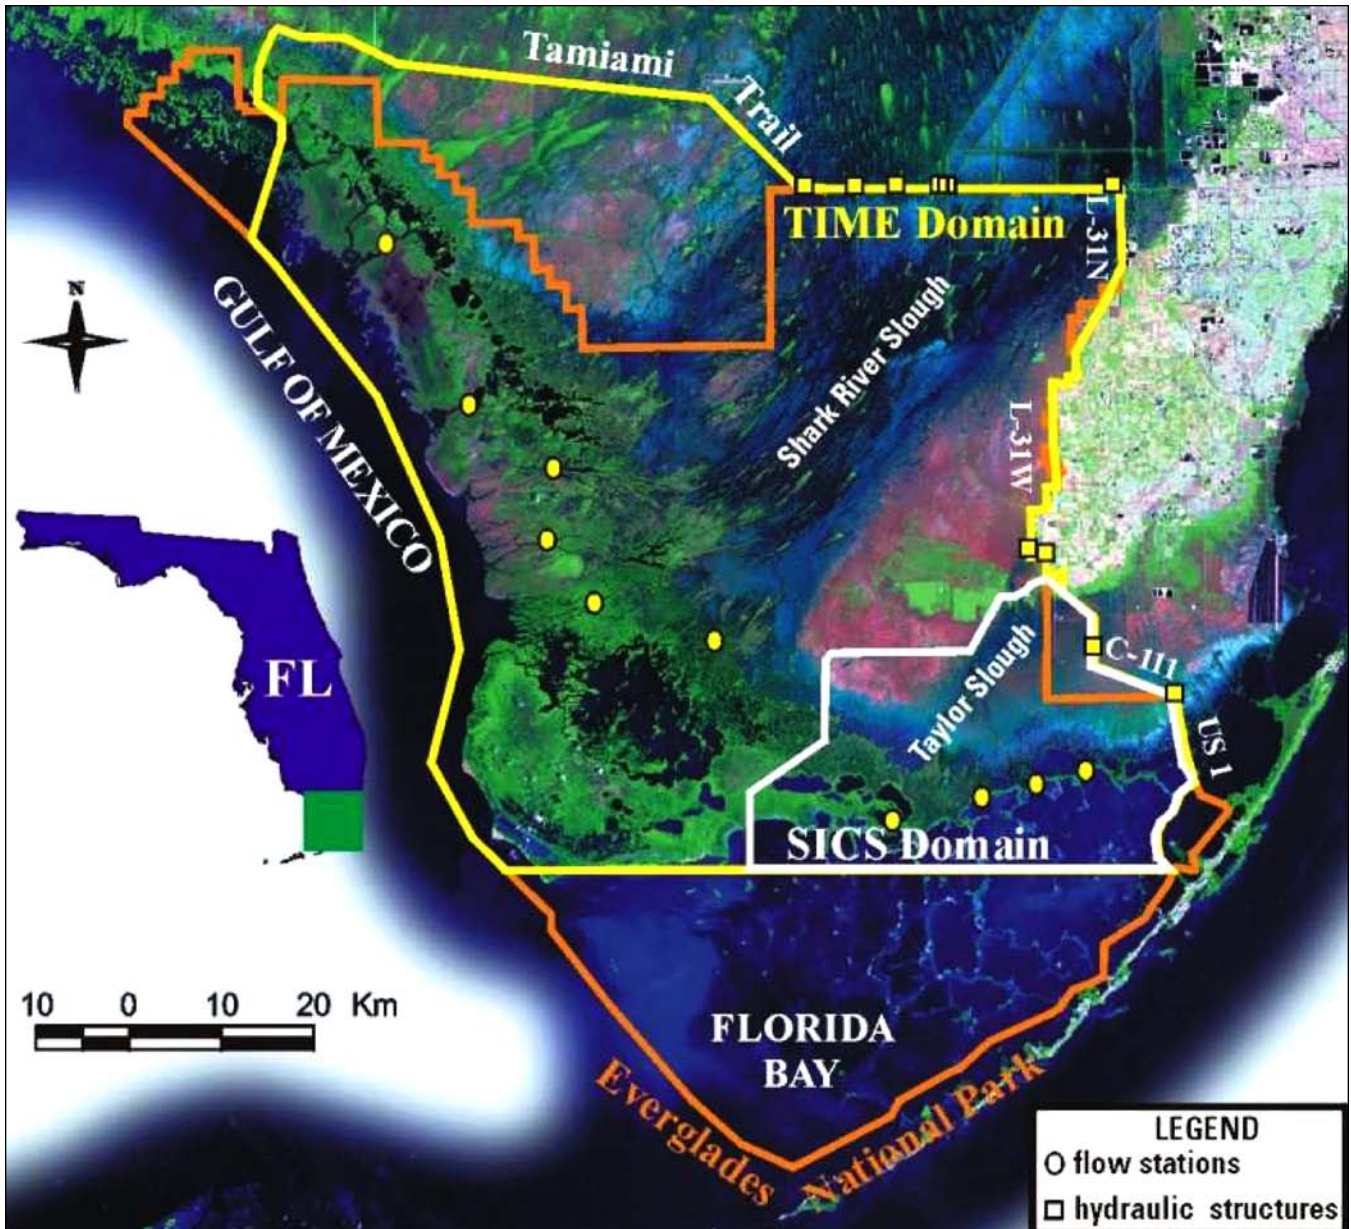 Tamiami
Trail
N
TIME Domain
L-31N
GULF OF MEXICO
Shark River Slough
L-31W
FL
Taylor Slough
C-111
US 1
SICS Domain
10 0 10 20 Km
FLORIDA
BAY
Everglades National Park
LEGEND
flow stations
hydraulic structures